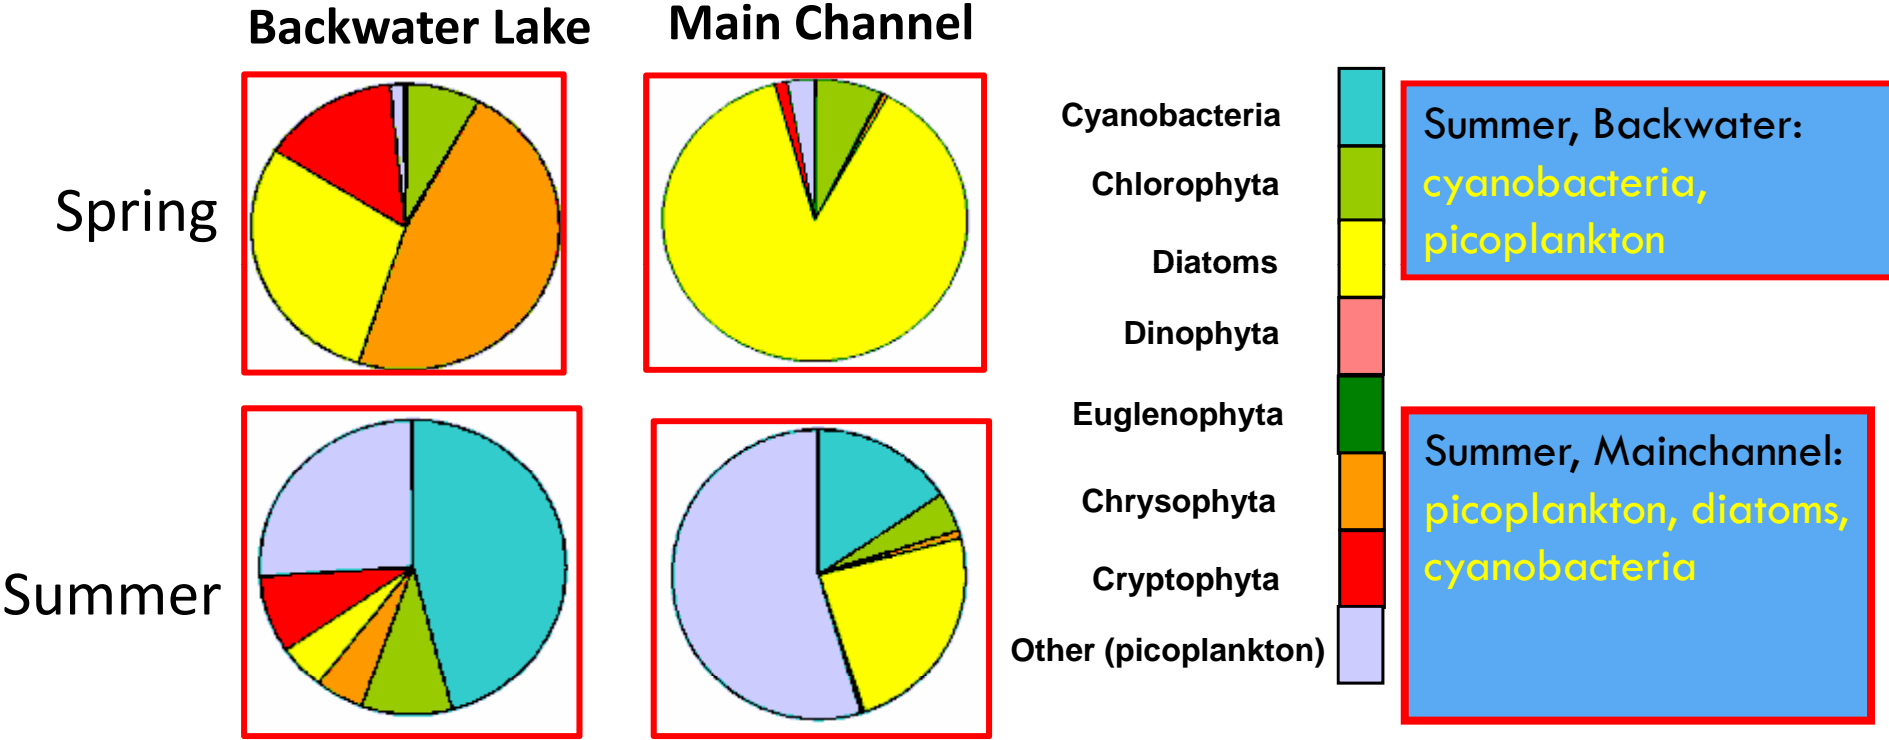 Backwater Lake
Main Channel
Spring
Summer
Cyanobacteria
Chlorophyta
Diatoms
Dinophyta
Euglenophyta
Chrysophyta
Cryptophyta
Other (picoplankton)
Summer, Backwater:
cyanobacteria,
picoplankton
Summer, Mainchannel:
picoplankton, diatoms,
cyanobacteria